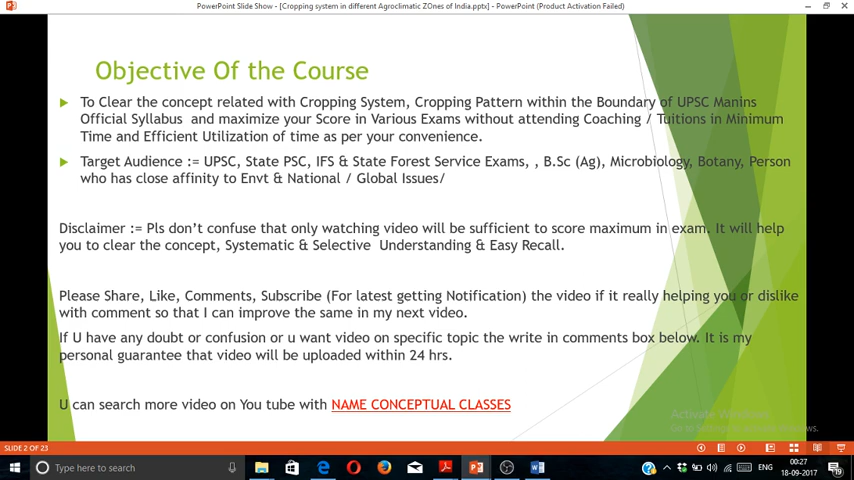 PowerPoint Slide Show - [Cropping system in different Agroclimatic ZOnes of India.pptx] - PowerPoint (Product Activation Failed)
Objective Of the Course
To Clear the concept related with Cropping System, Cropping Pattern within the Boundary of UPSC Manins
Official Syllabus and maximize your Score in Various Exams without attending Coaching / Tuitions in Minimum
Time and Efficient Utilization of time as per your convenience.
Target Audience := UPSC, State PSC, IFS & State Forest Service Exams, , B.Sc (Ag), Microbiology, Botany, Person
who has close affinity to Envt & National / Global Issues/
Disclaimer := Pls don't confuse that only watching video will be sufficient to score maximum in exam. It will help
you to clear the concept, Systematic & Selective Understanding & Easy Recall.
Please Share, Like, Comments, Subscribe (For latest getting Notification) the video if it really helping you or dislike
with comment so that I can improve the same in my next video.
If U have any doubt or confusion or u want video on specific topic the write in comments box below. It is my
personal guarantee that video will be uploaded within 24 hrs.
U can search more video on You tube with NAME CONCEPTUAL CLASSES
Activate Windows
Go to Settings to activate Windows.
SLIDE 2 OF 23
Type here to search
ENG
00:27
18-09-2017
19